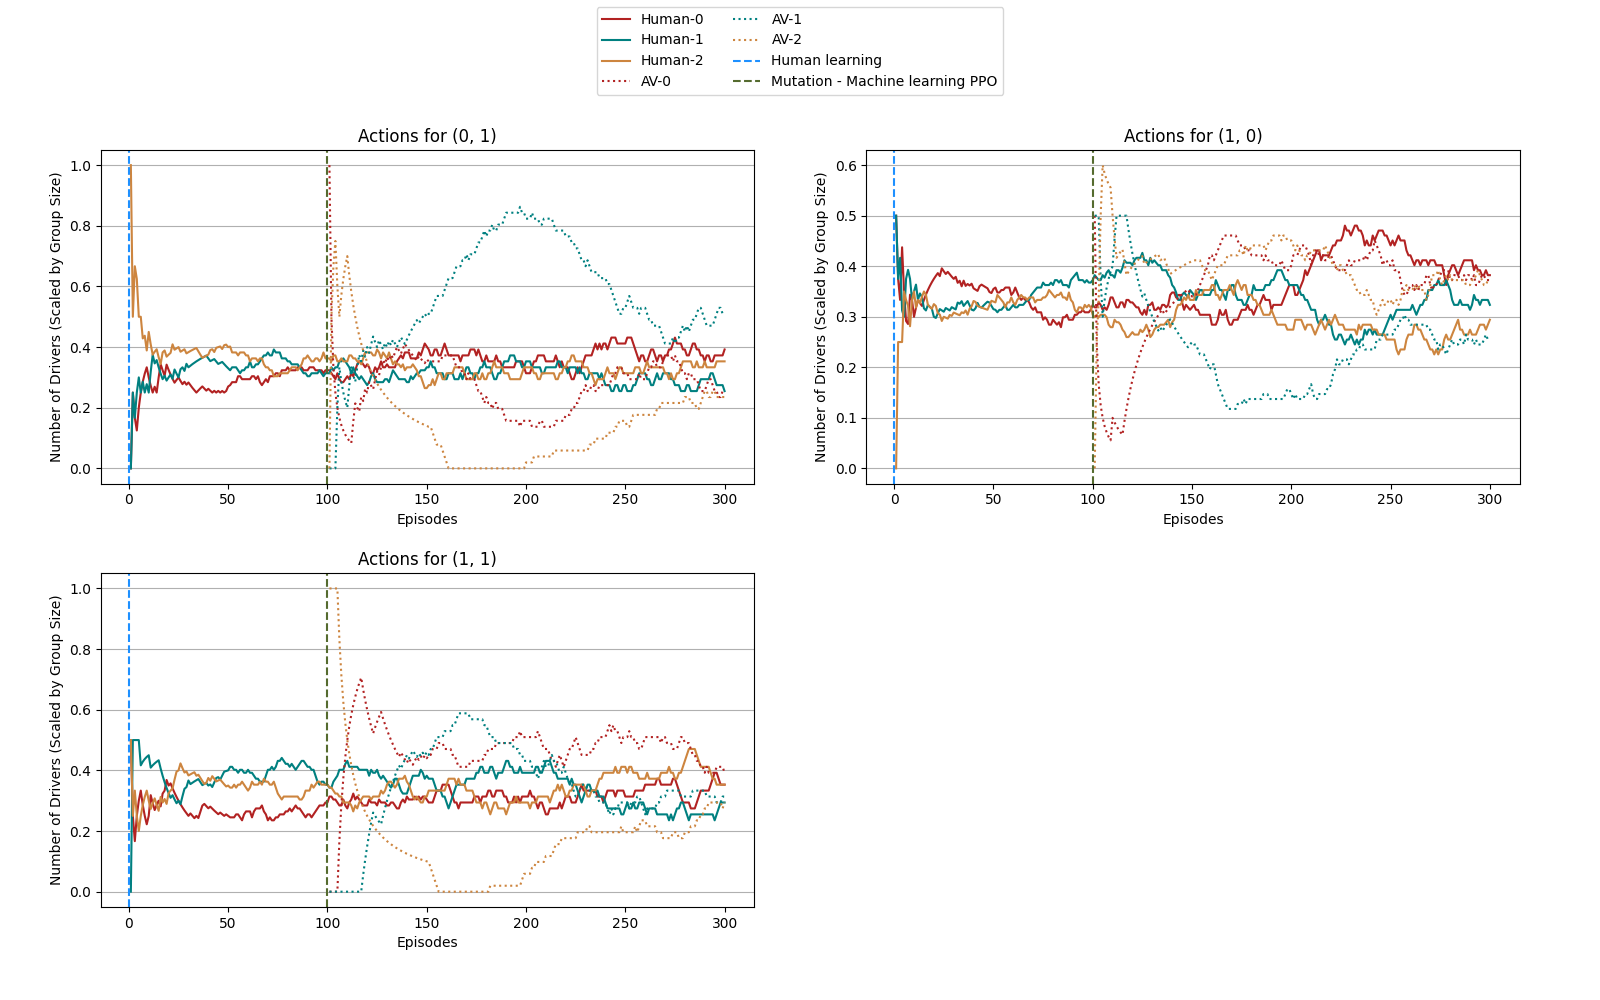 Human-0
Human-1
Human-2
AV-0
AV-1
AV-2
Human learning
Mutation - Machine learning PPO
Actions for (0, 1)
Number of Drivers (Scaled by Group Size)
1.0
0.8
0.6
0.4
0.2
0.0
0 50 100 150 200 250 300
Episodes
Actions for (1, 0)
Number of Drivers (Scaled by Group Size)
0.6
0.5
0.4
0.3
0.2
0.1
0.0
0 50 100 150 200 250 300
Episodes
Actions for (1, 1)
Number of Drivers (Scaled by Group Size)
1.0
0.8
0.6
0.4
0.2
0.0
0 50 100 150 200 250 300
Episodes